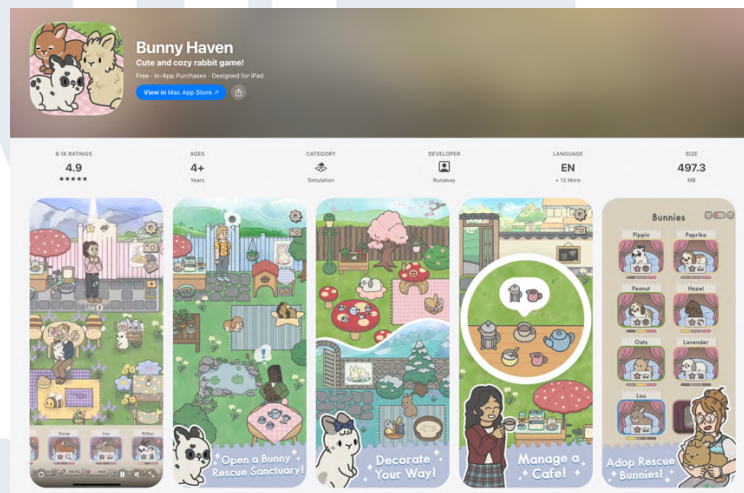 Bunny Haven
Cute and cozy rabbit game!
Free · In-App Purchases · Designed for iPad
View in Mac App Store ↗
8.1K RATINGS
4.9
★★★★★
AGES
4+
Years
CATEGORY
Simulation
DEVELOPER
Runaway
LANGUAGE
EN
+ 13 More
SIZE
497.3
MB
Open a Bunny
Rescue Sanctuary!
Decorate
Your Way!
Manage a
Cafe!
Bunnies
Pippin
Paprika
Peanut
Hazel
Oats
Lavender
Lou
Adop Rescue
Bunnies!